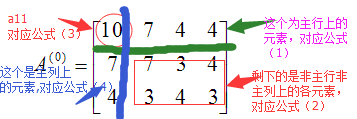 a11
对应公式（3）
这个为主行上的
元素，对应公式
（1）
A^(0) =
10 7 4 4
7 7 3 4
4 3 4 3
这个是主列上
的元素,对应公式（4）
剩下的是非主行非
主列上的各元素，
对应公式（2）